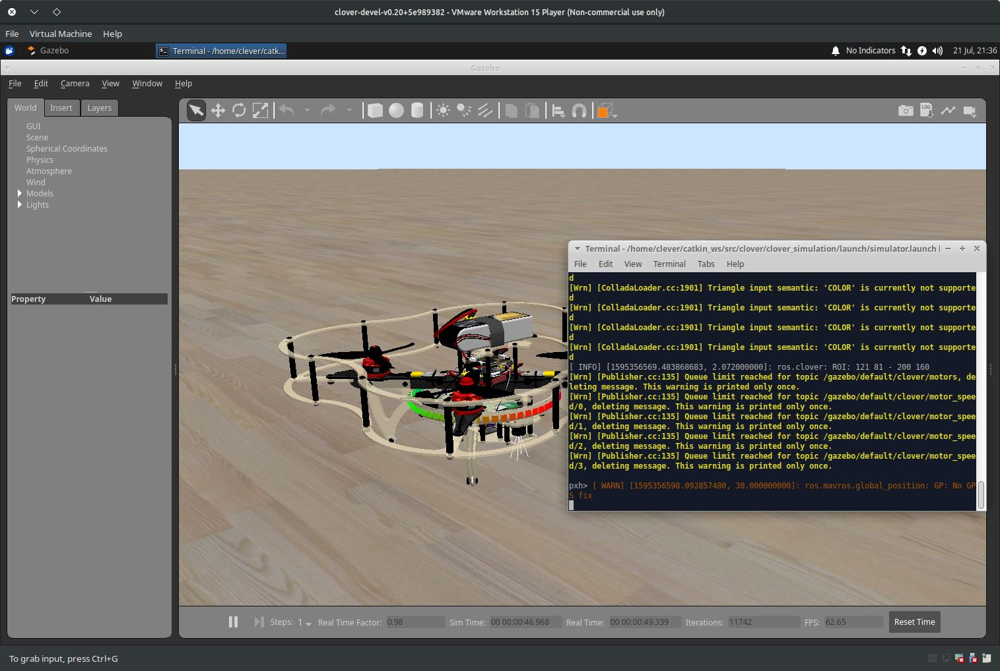 clover-devel-v0.20+5e989382 - VMware Workstation 15 Player (Non-commercial use only)
File Virtual Machine Help
Gazebo Terminal - /home/clever/catk... No Indicators 21 Jul, 21:36
Gazebo
File Edit Camera View Window Help
World Insert Layers
LOG
GUI
Scene
Spherical Coordinates
Physics
Atmosphere
Wind
Models
Lights
Property Value
Terminal - /home/clever/catkin_ws/src/clover/clover_simulation/launch/simulator.launch
File Edit View Terminal Tabs Help
d
[Wrn] [ColladaLoader.cc:1901] Triangle input semantic: 'COLOR' is currently not supporte
d
[Wrn] [ColladaLoader.cc:1901] Triangle input semantic: 'COLOR' is currently not supporte
d
[Wrn] [ColladaLoader.cc:1901] Triangle input semantic: 'COLOR' is currently not supporte
d
[Wrn] [ColladaLoader.cc:1901] Triangle input semantic: 'COLOR' is currently not supporte
d
[ INFO] [1595356569.483868683, 2.072000000]: ros.clover: ROI: 121 81 - 200 160
[Wrn] [Publisher.cc:135] Queue limit reached for topic /gazebo/default/clover/motors, de
leting message. This warning is printed only once.
[Wrn] [Publisher.cc:135] Queue limit reached for topic /gazebo/default/clover/motor_spee
d/0, deleting message. This warning is printed only once.
[Wrn] [Publisher.cc:135] Queue limit reached for topic /gazebo/default/clover/motor_spee
d/1, deleting message. This warning is printed only once.
[Wrn] [Publisher.cc:135] Queue limit reached for topic /gazebo/default/clover/motor_spee
d/2, deleting message. This warning is printed only once.
[Wrn] [Publisher.cc:135] Queue limit reached for topic /gazebo/default/clover/motor_spee
d/3, deleting message. This warning is printed only once.
pxh> [ WARN] [1595356598.092857480, 30.000000000]: ros.mavros.global_position: GP: No GP
S fix
Steps: 1 Real Time Factor: 0.98 Sim Time: 00 00:00:46.968 Real Time: 00 00:00:49.339 Iterations: 11742 FPS: 62.65 Reset Time
To grab input, press Ctrl+G